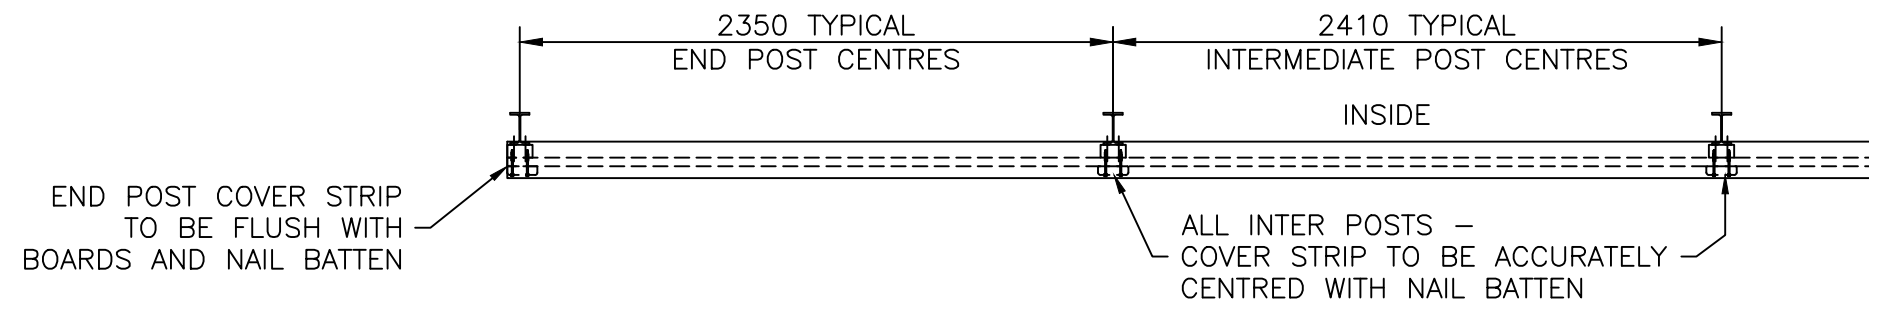 2350 TYPICAL
END POST CENTRES
2410 TYPICAL
INTERMEDIATE POST CENTRES
INSIDE
END POST COVER STRIP
TO BE FLUSH WITH
BOARDS AND NAIL BATTEN
ALL INTER POSTS –
COVER STRIP TO BE ACCURATELY
CENTRED WITH NAIL BATTEN